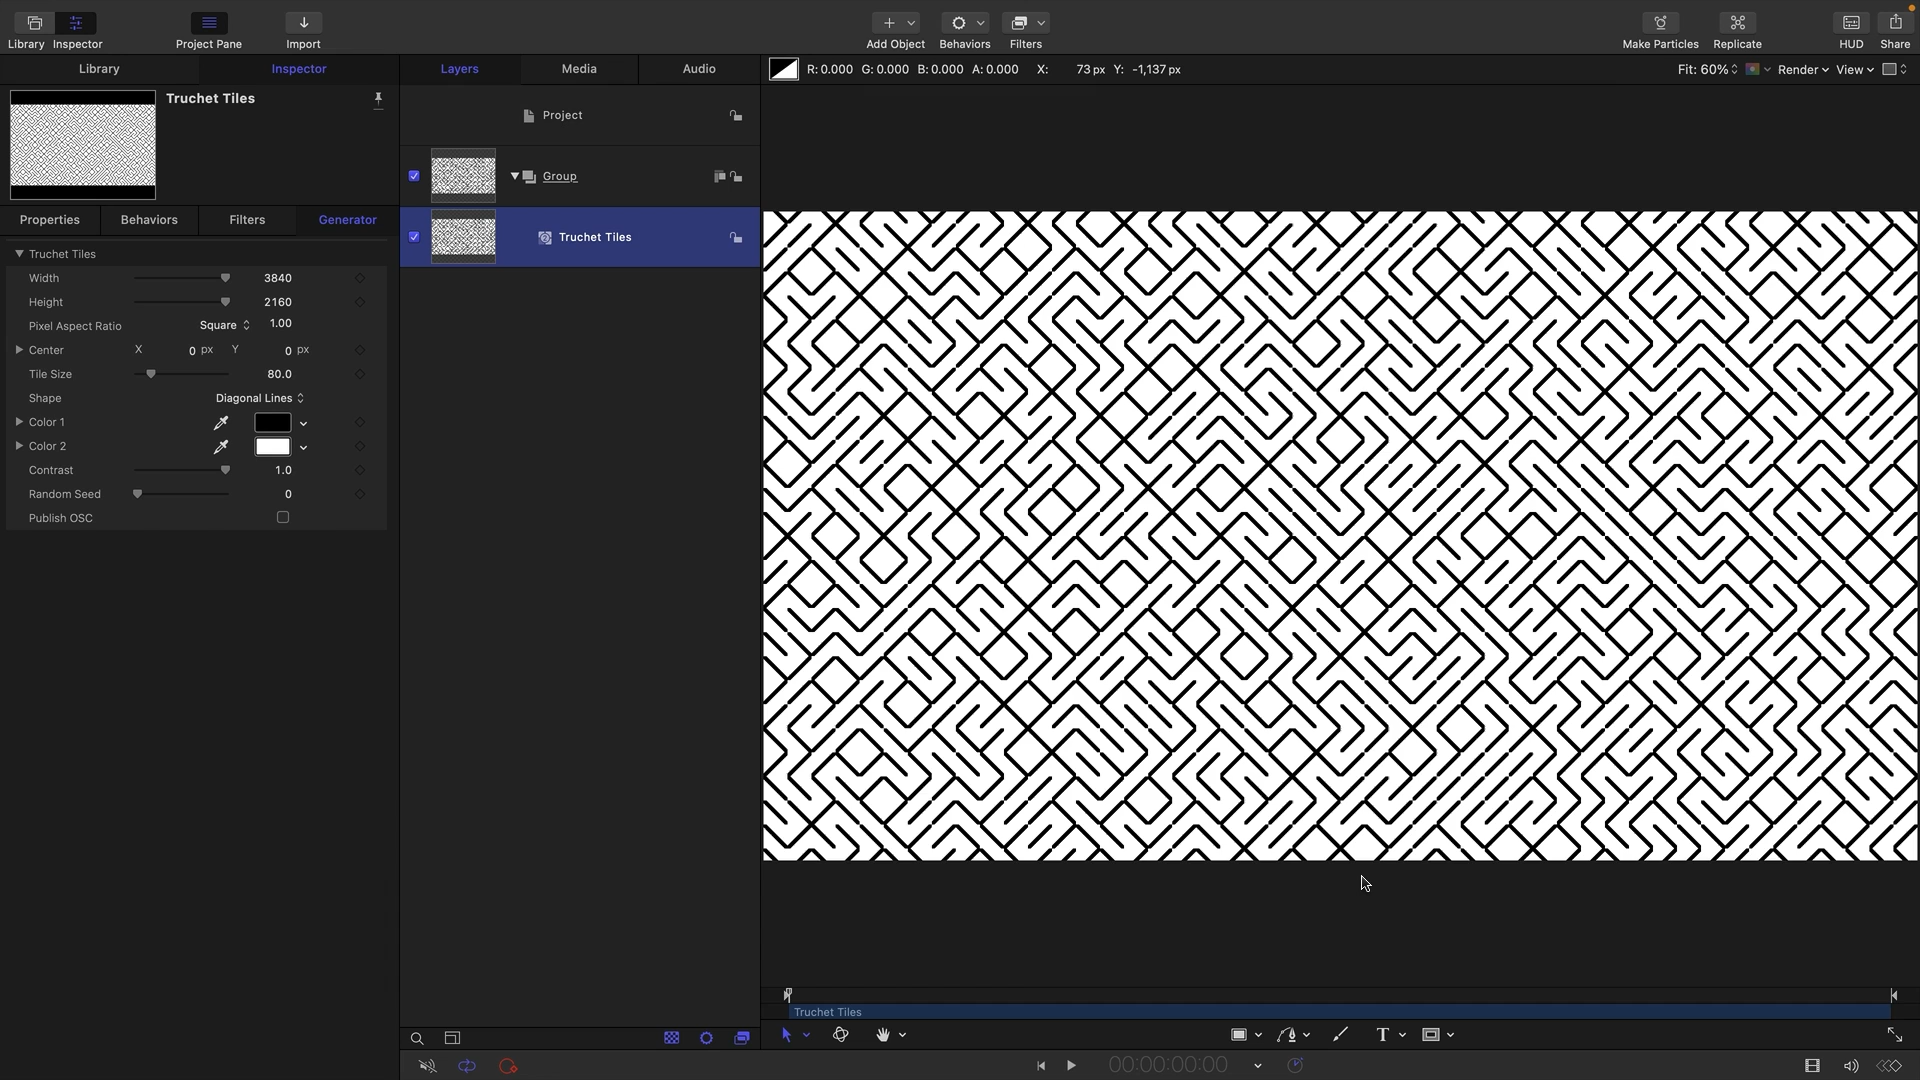 Library
Inspector
Project Pane
Import
Add Object
Behaviors
Filters
Make Particles
Replicate
HUD
Share
Library
Inspector
Layers
Media
Audio
R: 0.000 G: 0.000 B: 0.000 A: 0.000 X: 73 px Y: -1,137 px
Fit: 60%
Render
View
Truchet Tiles
Project
Group
Truchet Tiles
Properties
Behaviors
Filters
Generator
Truchet Tiles
Width 3840
Height 2160
Pixel Aspect Ratio Square 1.00
Center X 0 px Y 0 px
Tile Size 80.0
Shape Diagonal Lines
Color 1
Color 2
Contrast 1.0
Random Seed 0
Publish OSC
Truchet Tiles
T
00:00:00:00